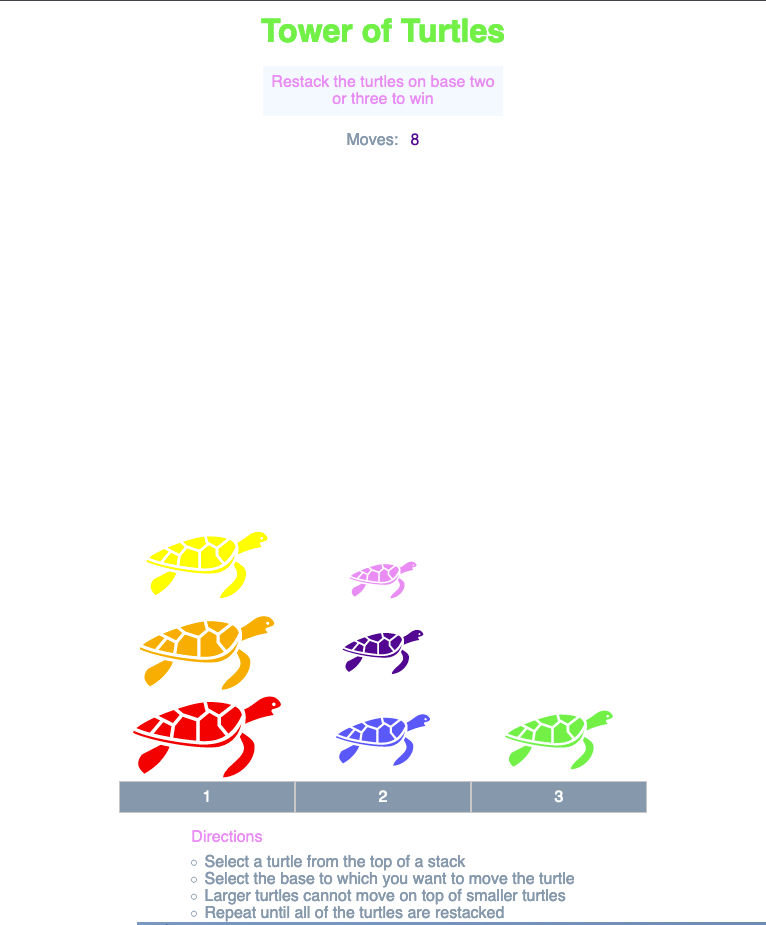 Tower of Turtles
Restack the turtles on base two
or three to win
Moves: 8
1 2 3
Directions
Select a turtle from the top of a stack
Select the base to which you want to move the turtle
Larger turtles cannot move on top of smaller turtles
Repeat until all of the turtles are restacked